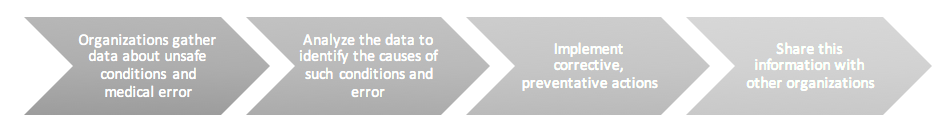 Organizations gather
data about unsafe
conditions and
medical error
Analyze the data to
identify the causes of
such conditions and
error
Implement
corrective,
preventative actions
Share this
information with
other organizations